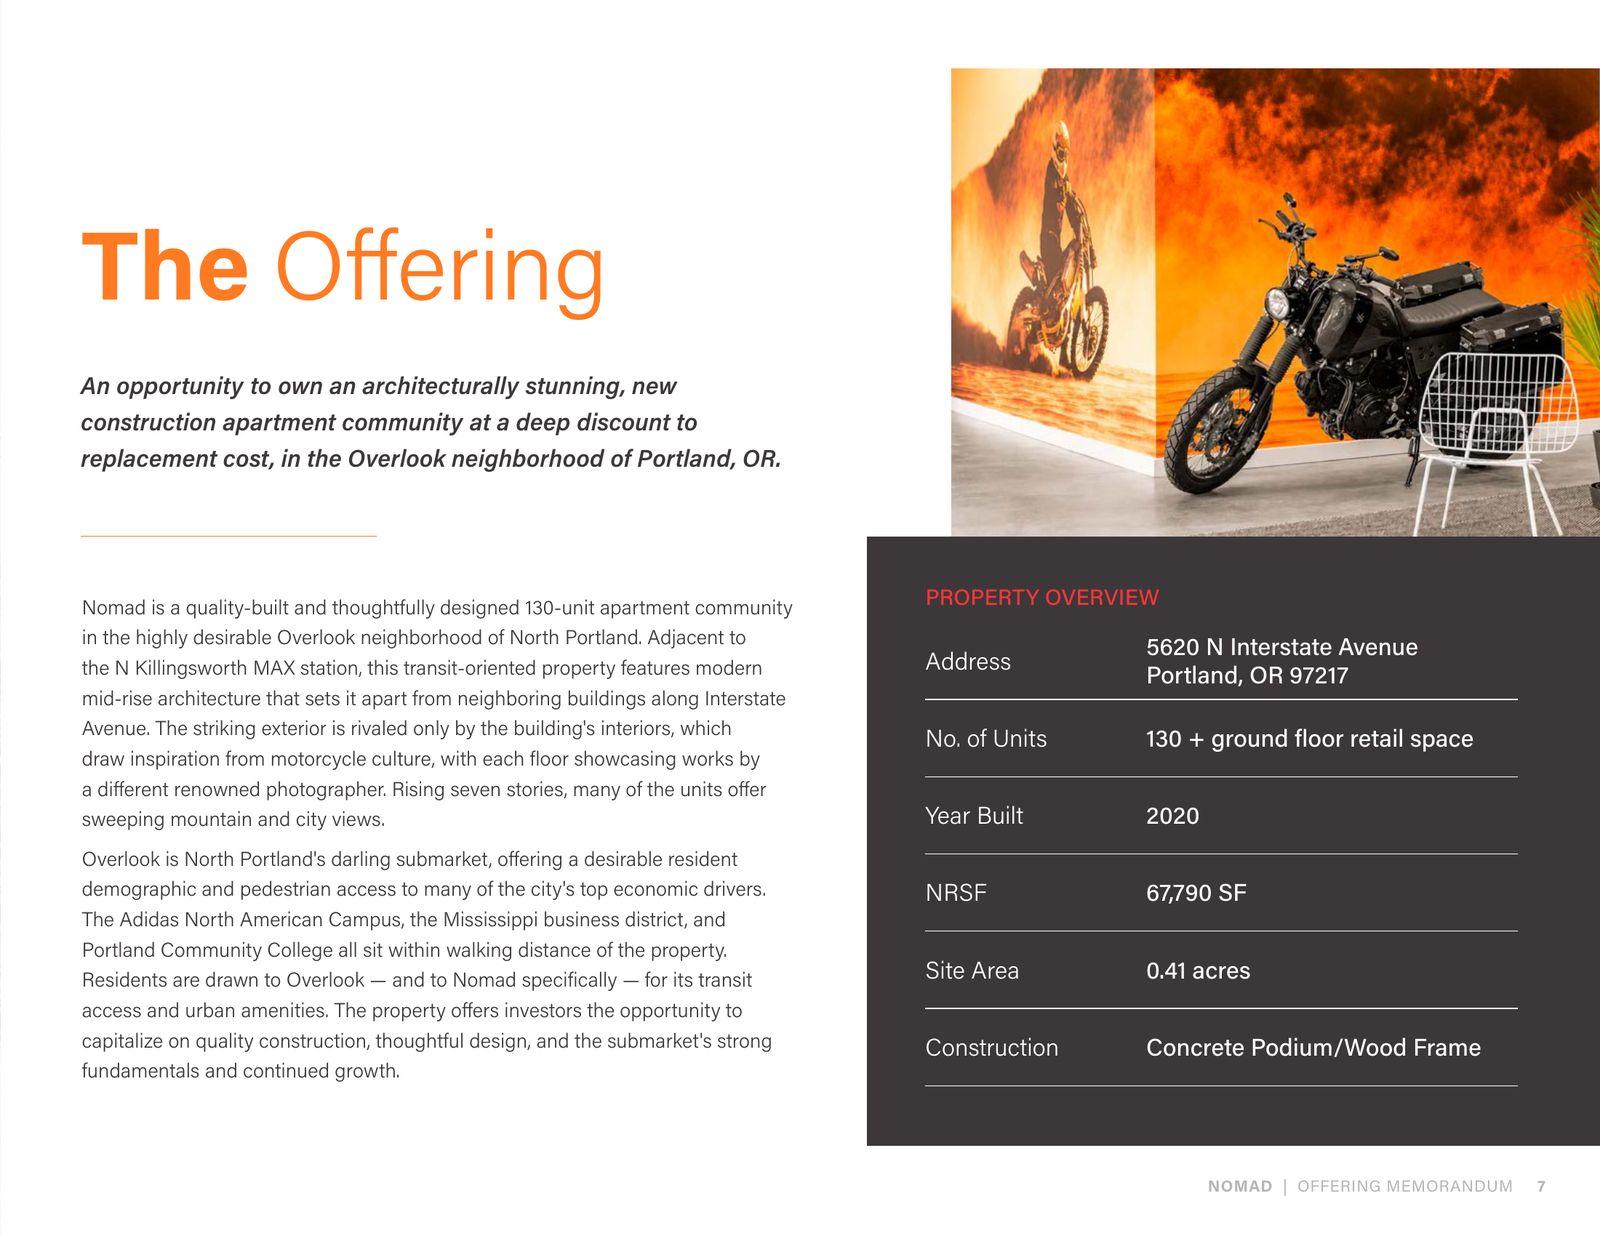 The Offering
An opportunity to own an architecturally stunning, new
construction apartment community at a deep discount to
replacement cost, in the Overlook neighborhood of Portland, OR.
Nomad is a quality-built and thoughtfully designed 130-unit apartment community
in the highly desirable Overlook neighborhood of North Portland. Adjacent to
the N Killingsworth MAX station, this transit-oriented property features modern
mid-rise architecture that sets it apart from neighboring buildings along Interstate
Avenue. The striking exterior is rivaled only by the building's interiors, which
draw inspiration from motorcycle culture, with each floor showcasing works by
a different renowned photographer. Rising seven stories, many of the units offer
sweeping mountain and city views.
Overlook is North Portland's darling submarket, offering a desirable resident
demographic and pedestrian access to many of the city's top economic drivers.
The Adidas North American Campus, the Mississippi business district, and
Portland Community College all sit within walking distance of the property.
Residents are drawn to Overlook — and to Nomad specifically — for its transit
access and urban amenities. The property offers investors the opportunity to
capitalize on quality construction, thoughtful design, and the submarket's strong
fundamentals and continued growth.
PROPERTY OVERVIEW
Address
5620 N Interstate Avenue
Portland, OR 97217
No. of Units 130 + ground floor retail space
Year Built 2020
NRSF 67,790 SF
Site Area 0.41 acres
Construction Concrete Podium/Wood Frame
NOMAD | OFFERING MEMORANDUM 7